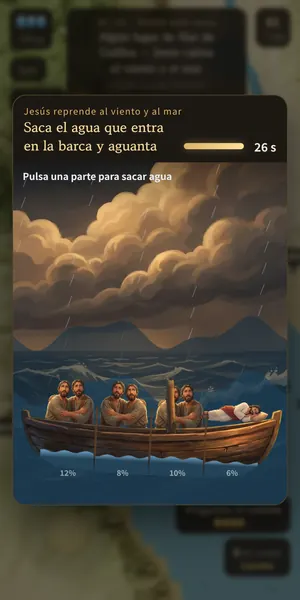 Jesús reprende al viento y al mar
Saca el agua que entra
en la barca y aguanta
26 s
Pulsa una parte para sacar agua
12%
8%
10%
6%